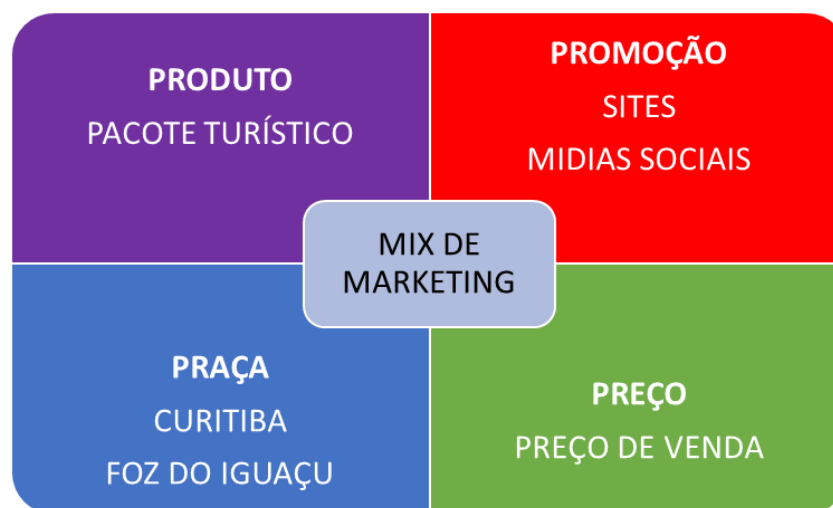 PRODUTO
PACOTE TURÍSTICO
PROMOÇÃO
SITES
MIDIAS SOCIAIS
MIX DE
MARKETING
PRAÇA
CURITIBA
FOZ DO IGUAÇU
PREÇO
PREÇO DE VENDA